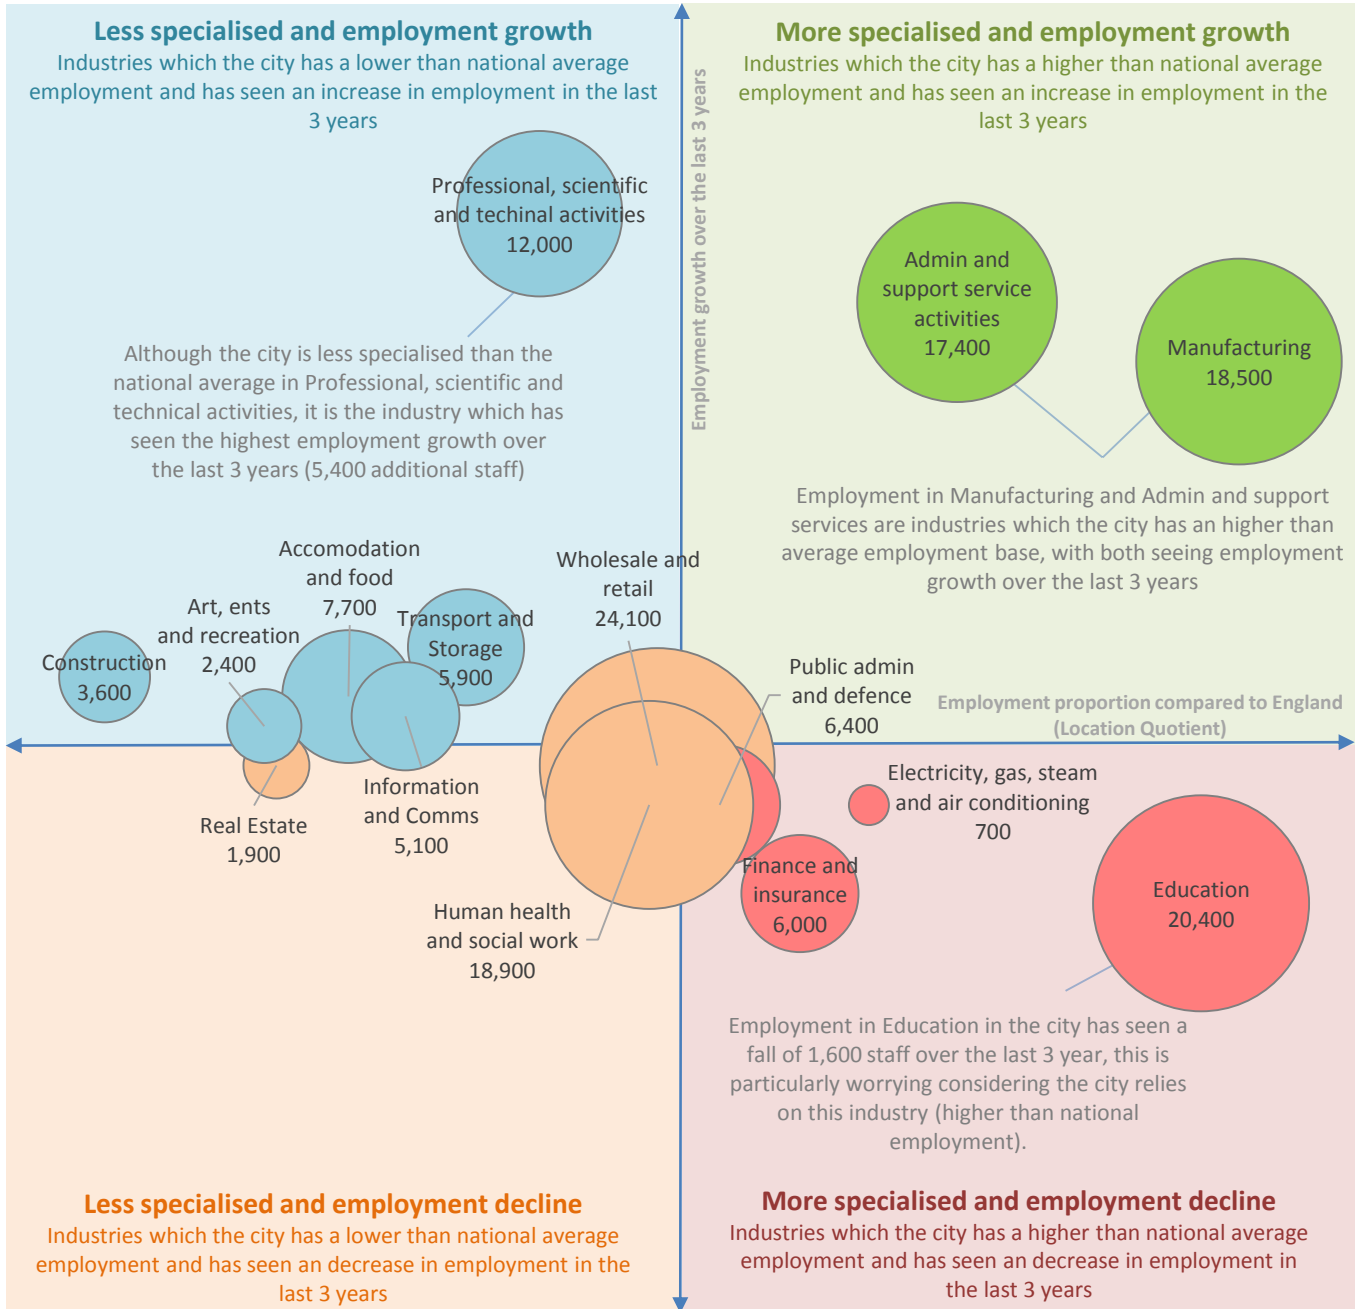 Less specialised and employment growth
Industries which the city has a lower than national average
employment and has seen an increase in employment in the last
3 years
More specialised and employment growth
Industries which the city has a higher than national average
employment and has seen an increase in employment in the
last 3 years
Employment growth over the last 3 years
Professional, scientific
and techinal activities
12,000
Admin and
support service
activities
17,400
Manufacturing
18,500
Although the city is less specialised than the
national average in Professional, scientific and
technical activities, it is the industry which has
seen the highest employment growth over
the last 3 years (5,400 additional staff)
Employment in Manufacturing and Admin and support
services are industries which the city has an higher than
average employment base, with both seeing employment
growth over the last 3 years
Construction
3,600
Art, ents
and recreation
2,400
Accomodation
and food
7,700
Transport and
Storage
5,900
Wholesale and
retail
24,100
Public admin
and defence
6,400
Employment proportion compared to England
(Location Quotient)
Real Estate
1,900
Information
and Comms
5,100
Human health
and social work
18,900
Finance and
insurance
6,000
Electricity, gas, steam
and air conditioning
700
Education
20,400
Employment in Education in the city has seen a
fall of 1,600 staff over the last 3 year, this is
particularly worrying considering the city relies
on this industry (higher than national
employment).
Less specialised and employment decline
Industries which the city has a lower than national average
employment and has seen an decrease in employment in the
last 3 years
More specialised and employment decline
Industries which the city has a higher than national average
employment and has seen an decrease in employment in
the last 3 years